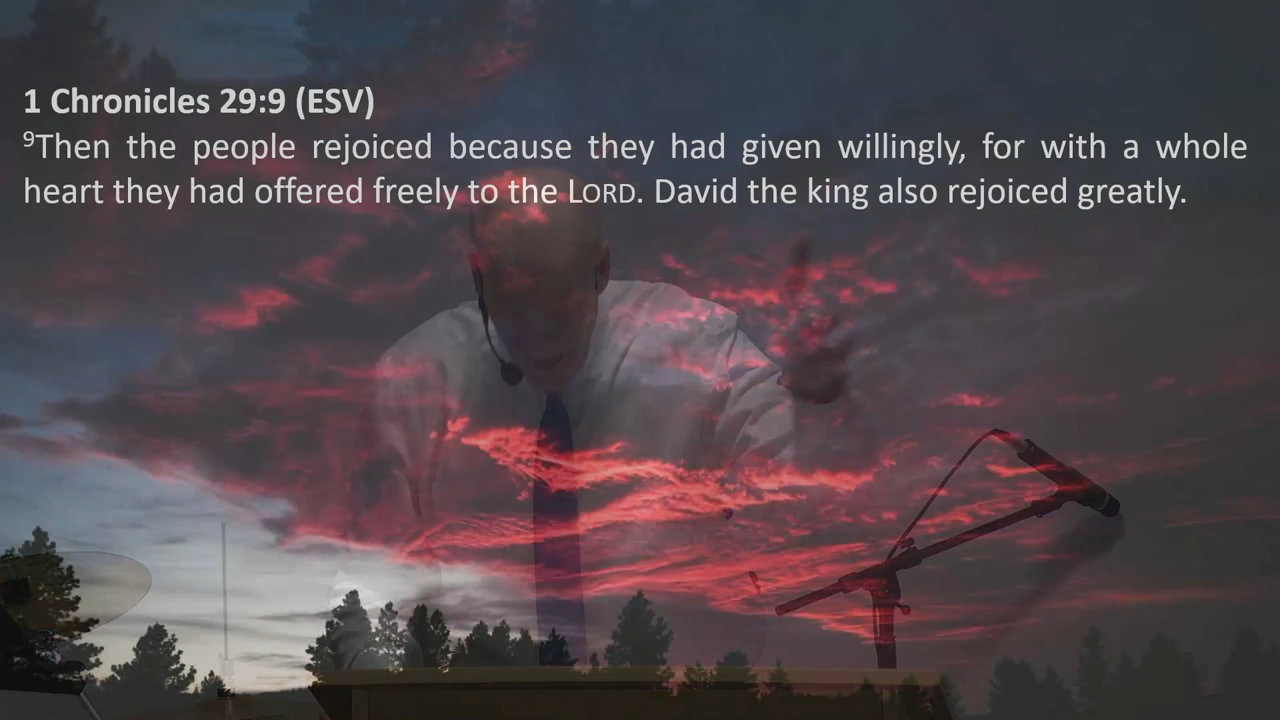 1 Chronicles 29:9 (ESV)
⁹Then the people rejoiced because they had given willingly, for with a whole
heart they had offered freely to the LORD. David the king also rejoiced greatly.